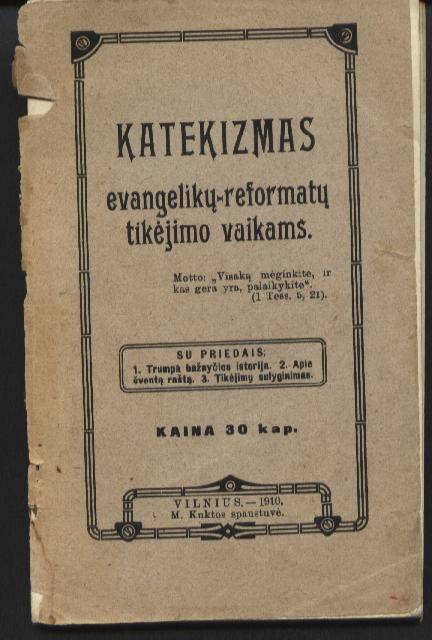 KATEKIZMAS
evangelikų-reformatų
tikėjimo vaikams.
Motto: „Visaką mėginkite, ir
kas gera yra, palaikykite“.
(1 Tess. 5, 21).
SU PRIEDAIS:
1. Trumpa bažnyčios istorija. 2. Apie
šventą raštą. 3. Tikėjimų sulyginimas.
KAINA 30 kap.
VILNIUS.—1910.
M. Kuktos spaustuvė.